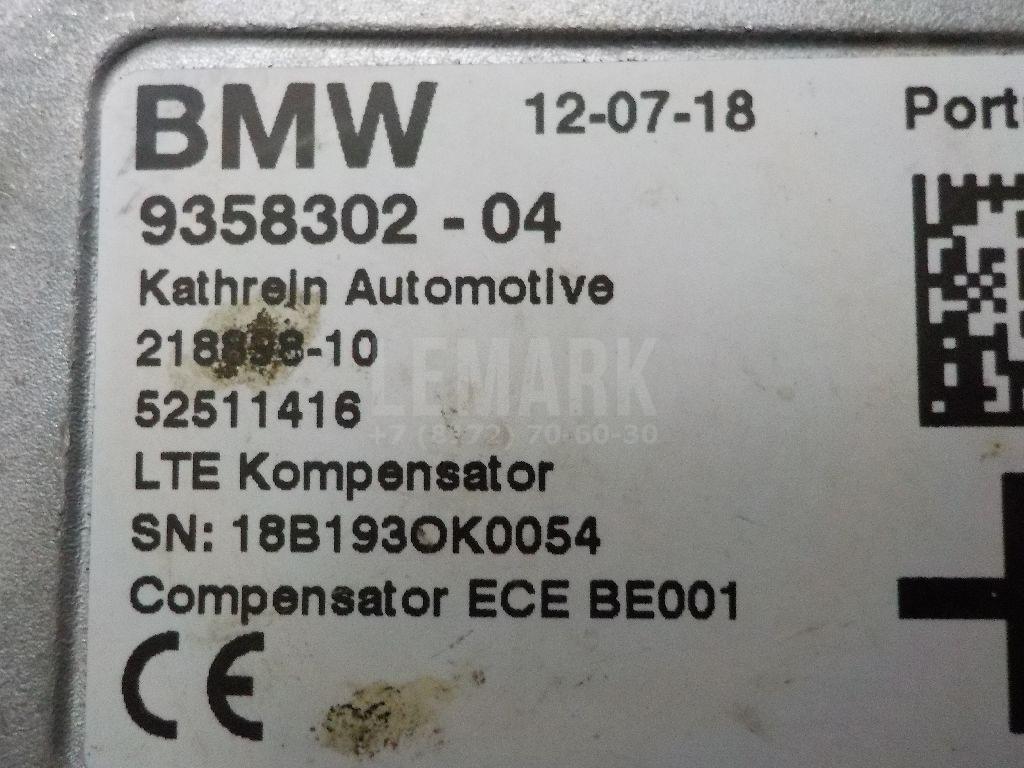 BMW 12-07-18 Port
9358302 - 04
Kathrein Automotive
218898-10
52511416
LTE Kompensator
SN: 18B193OK0054
Compensator ECE BE001
CE
LEMARK